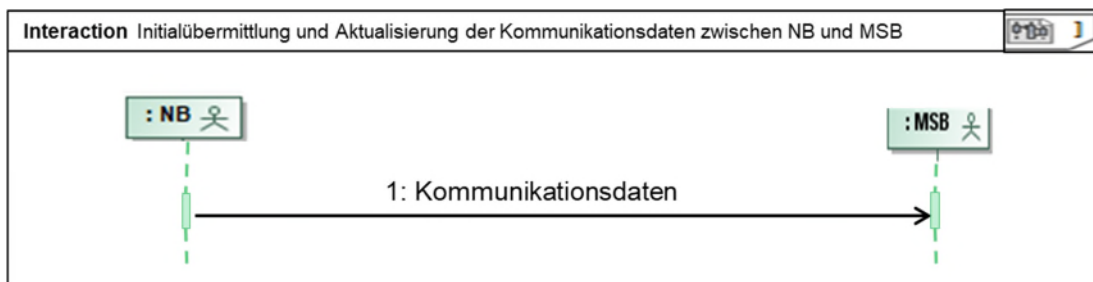 Interaction Initialübermittlung und Aktualisierung der Kommunikationsdaten zwischen NB und MSB
: NB
: MSB
1: Kommunikationsdaten